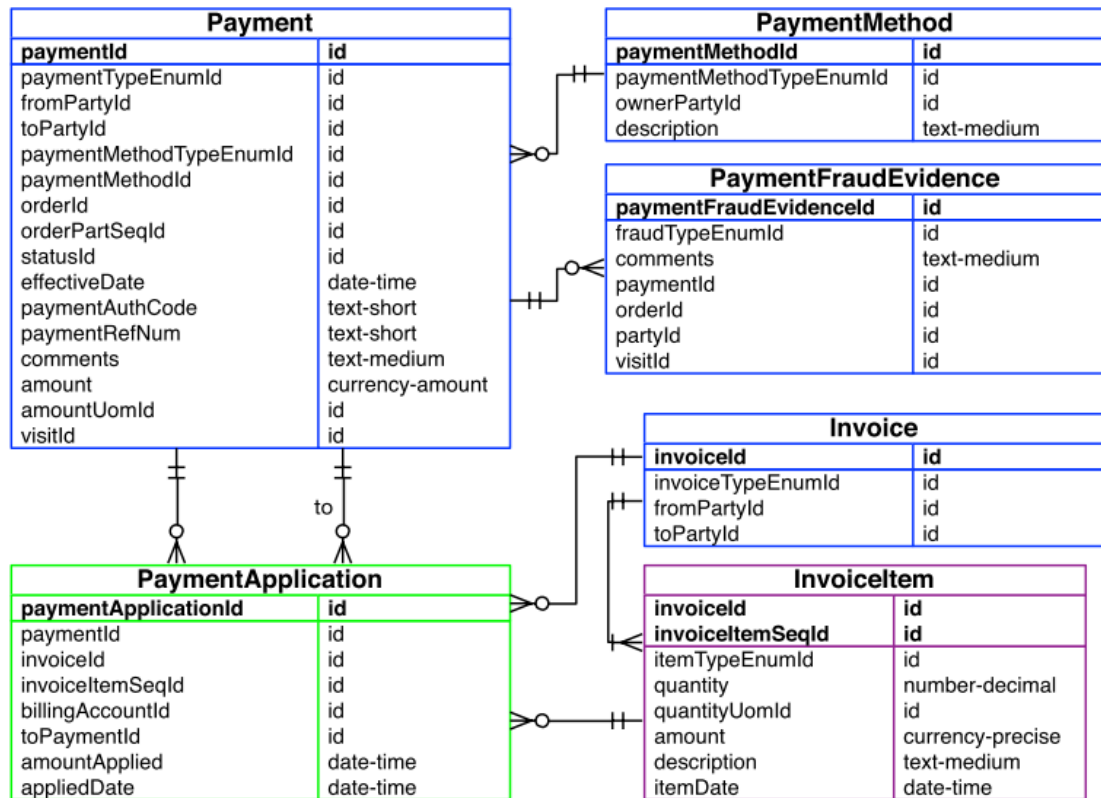 Payment
paymentId id
paymentTypeEnumId id
fromPartyId id
toPartyId id
paymentMethodTypeEnumId id
paymentMethodId id
orderId id
orderPartSeqId id
statusId id
effectiveDate date-time
paymentAuthCode text-short
paymentRefNum text-short
comments text-medium
amount currency-amount
amountUomId id
visitId id
PaymentMethod
paymentMethodId id
paymentMethodTypeEnumId id
ownerPartyId id
description text-medium
PaymentFraudEvidence
paymentFraudEvidenceId id
fraudTypeEnumId id
comments text-medium
paymentId id
orderId id
partyId id
visitId id
to
Invoice
invoiceId id
invoiceTypeEnumId id
fromPartyId id
toPartyId id
PaymentApplication
paymentApplicationId id
paymentId id
invoiceId id
invoiceItemSeqId id
billingAccountId id
toPaymentId id
amountApplied date-time
appliedDate date-time
InvoiceItem
invoiceId id
invoiceItemSeqId id
itemTypeEnumId id
quantity number-decimal
quantityUomId id
amount currency-precise
description text-medium
itemDate date-time